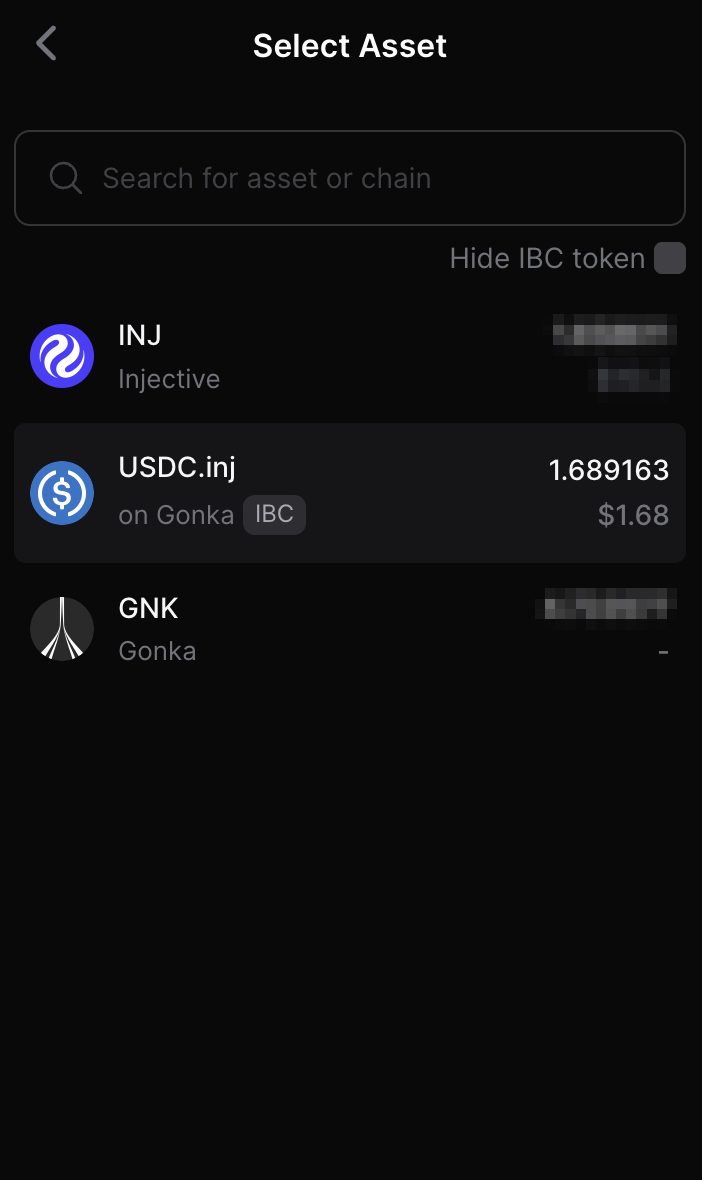 Select Asset
Search for asset or chain
Hide IBC token
INJ
Injective
USDC.inj
1.689163
on Gonka IBC
$1.68
GNK
Gonka
-